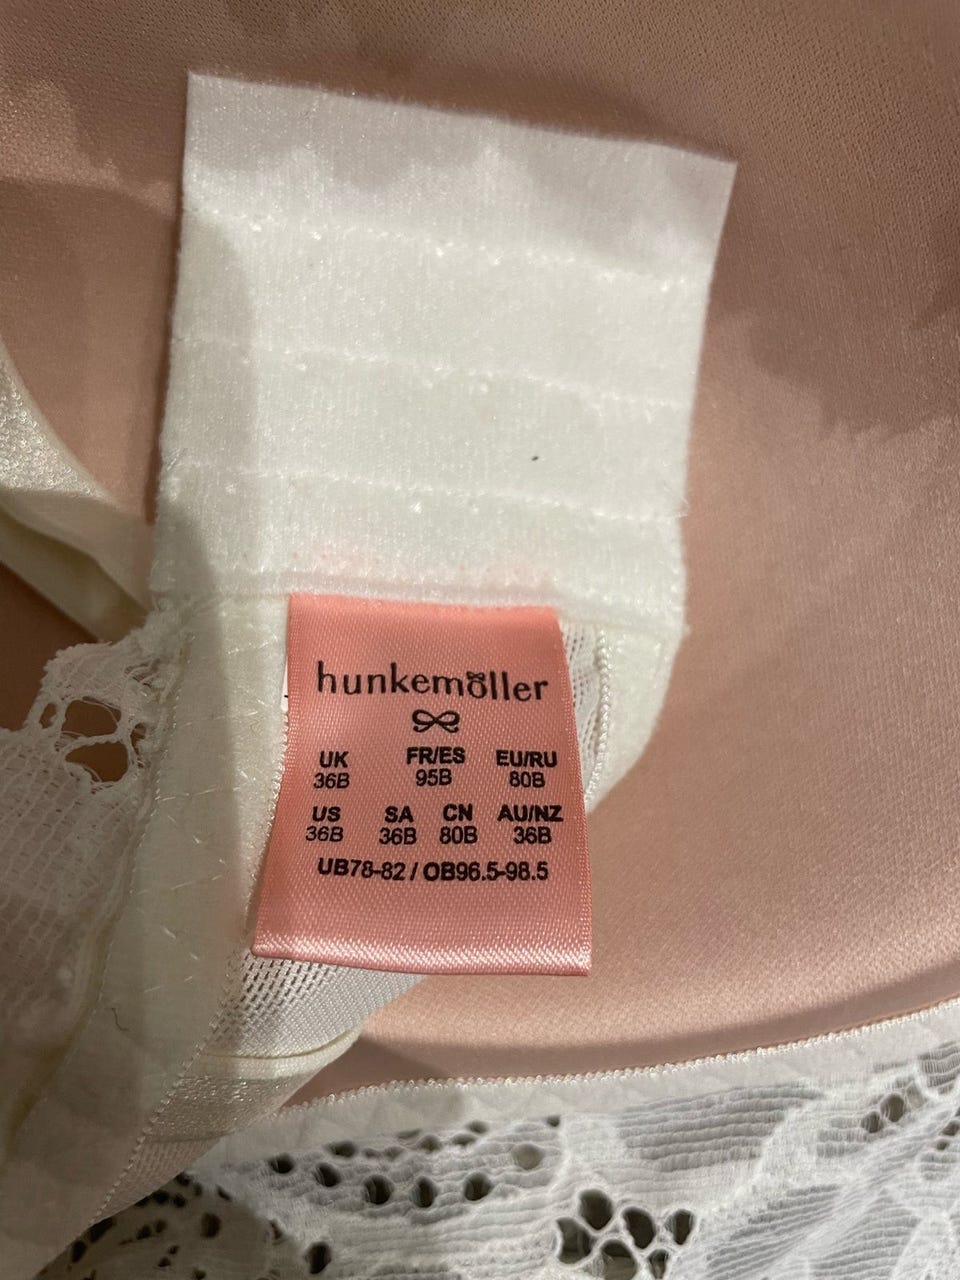 hunkemöller
UK FR/ES EU/RU
36B 95B 80B
US SA CN AU/NZ
36B 36B 80B 36B
UB78-82 / OB96.5-98.5